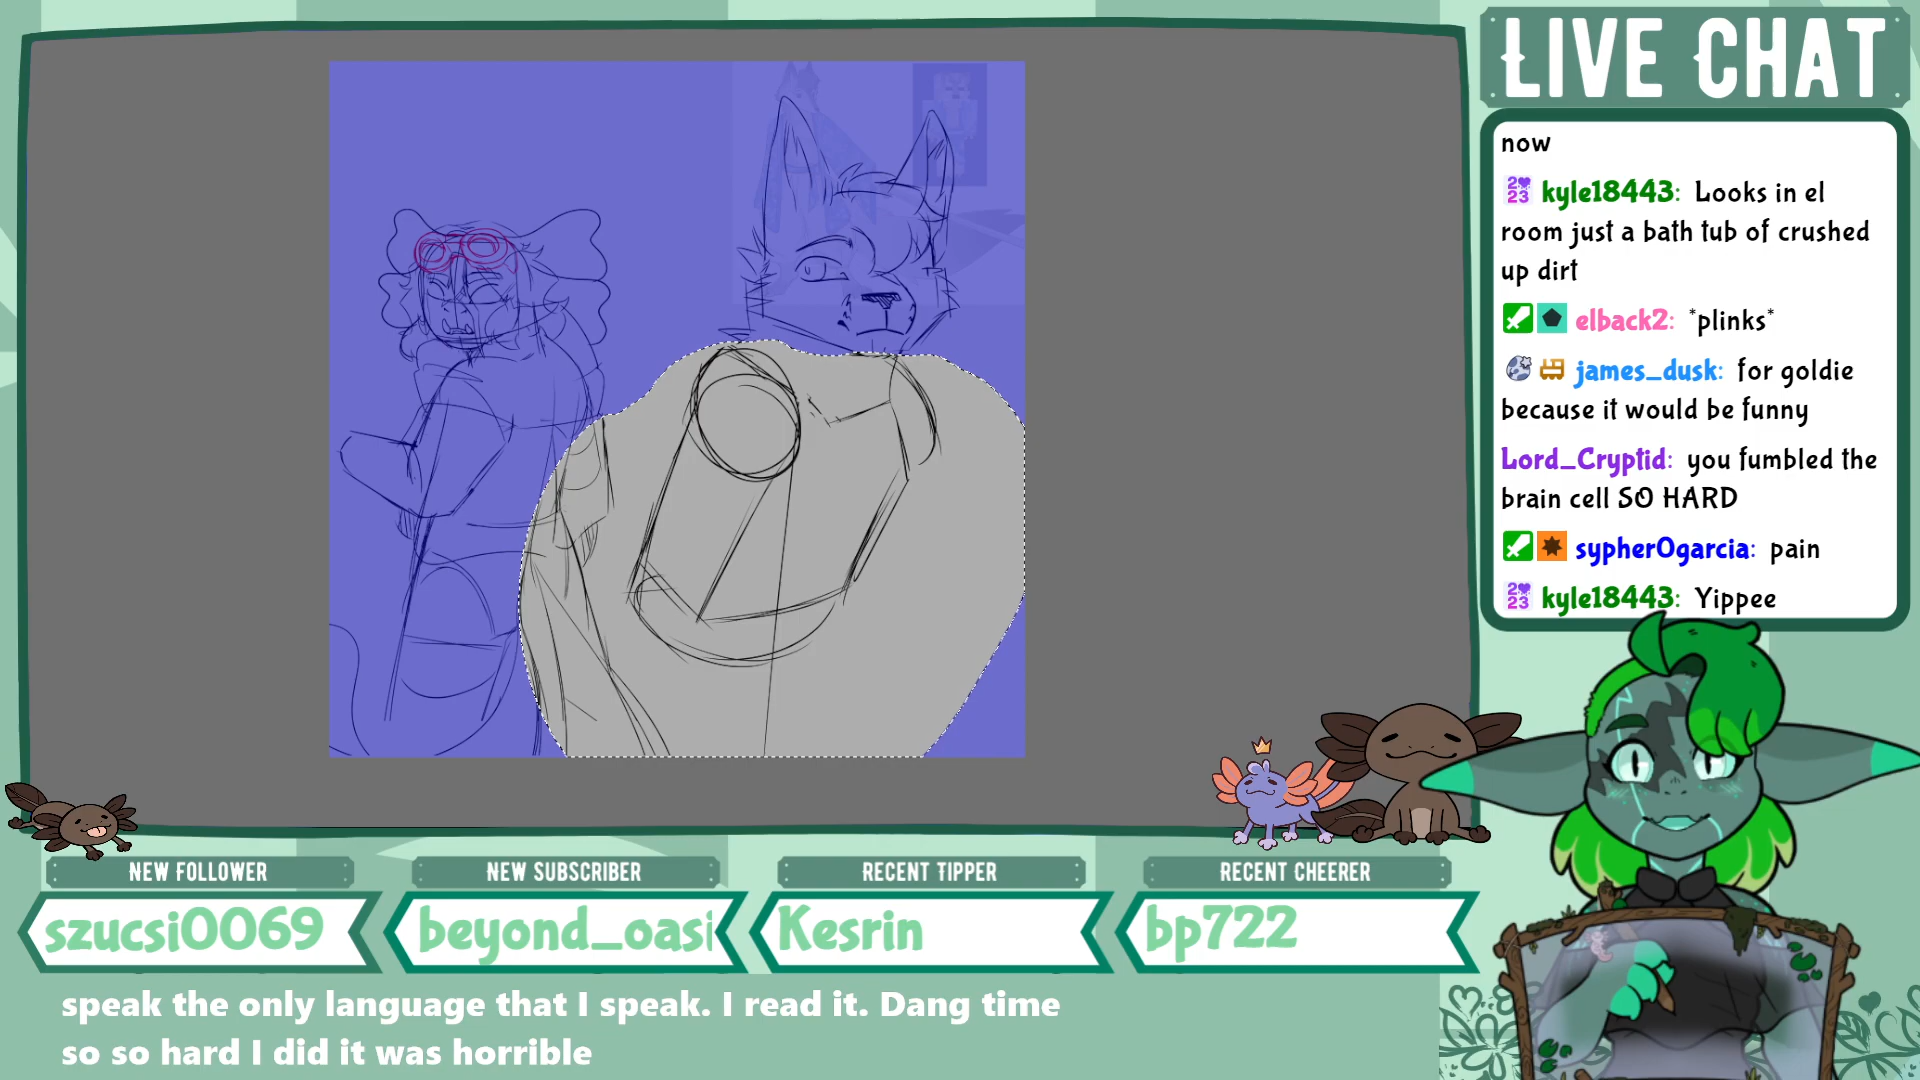 LIVE CHAT
now
kyle18443: Looks in el
room just a bath tub of crushed
up dirt
elback2: *plinks*
james_dusk: for goldie
because it would be funny
Lord_Cryptid: you fumbled the
brain cell SO HARD
sypher0garcia: pain
kyle18443: Yippee
NEW FOLLOWER
szucsi0069
NEW SUBSCRIBER
beyond_oasi
RECENT TIPPER
Kesrin
RECENT CHEERER
bp722
speak the only language that I speak. I read it. Dang time
so so hard I did it was horrible